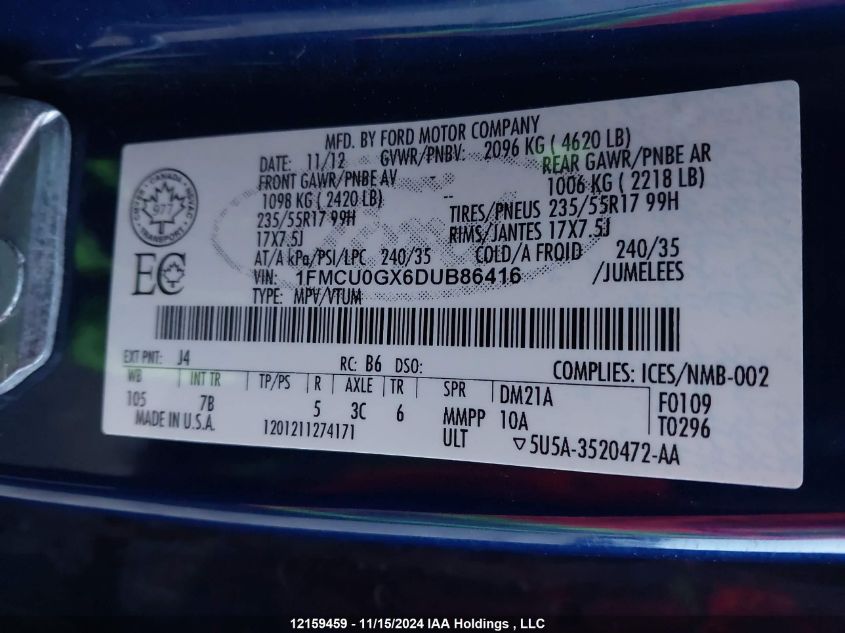 MFD. BY FORD MOTOR COMPANY
DATE: 11/12 GVWR/PNBV: 2096 KG ( 4620 LB)
FRONT GAWR/PNBE AV - REAR GAWR/PNBE AR
1098 KG ( 2420 LB) -- 1006 KG ( 2218 LB)
235/55R17 99H TIRES/PNEUS 235/55R17 99H
17X7.5J RIMS/JANTES 17X7.5J
AT/A kPa/PSI/LPC 240/35 COLD/A FROID 240/35
VIN: 1FMCU0GX6DUB86416 /JUMELEES
TYPE: MPV/VTUM
CANADA
977
TRANSPORT
EC
EXT PNT: J4 RC: B6 DSO: COMPLIES: ICES/NMB-002
WB INT TR TP/PS R AXLE TR SPR DM21A F0109
105 7B 5 3C 6 MMPP 10A T0296
MADE IN U.S.A. 1201211274171 ULT ▽5U5A-3520472-AA
12159459 - 11/15/2024 IAA Holdings , LLC